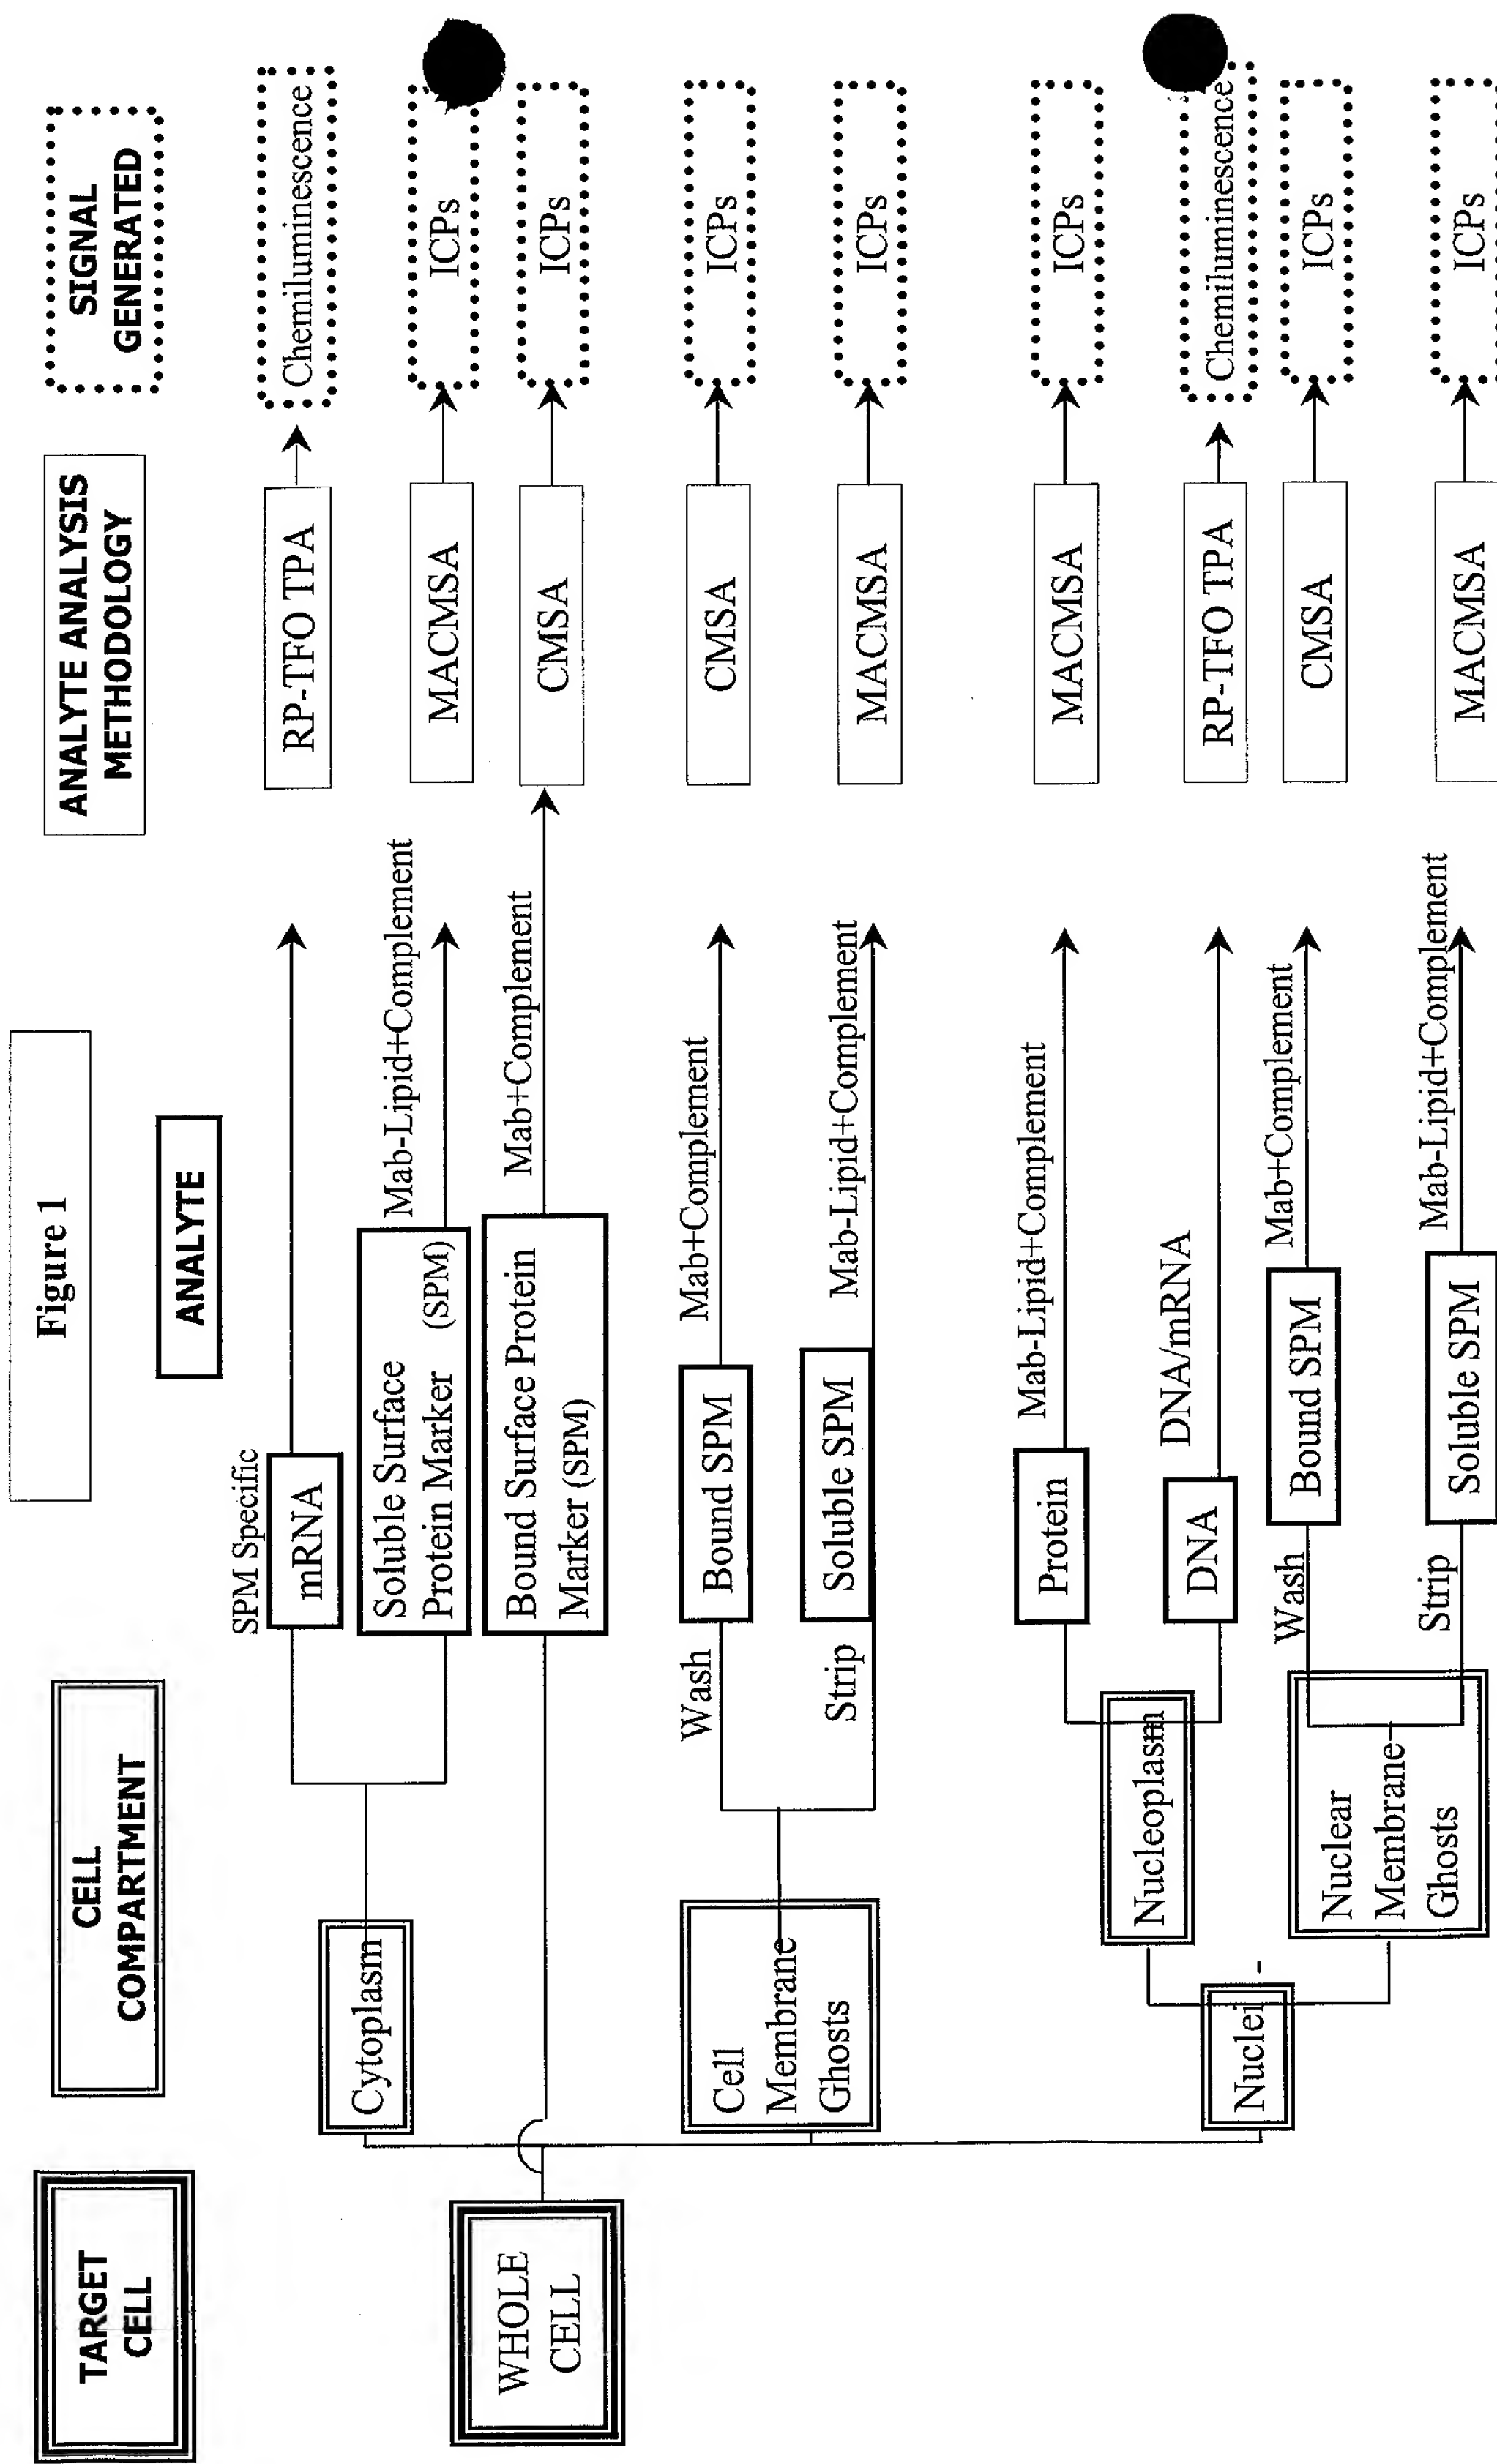 Figure 1
TARGET
CELL
CELL
COMPARTMENT
ANALYTE
ANALYTE ANALYSIS
METHODOLOGY
SIGNAL
GENERATED
WHOLE
CELL
Cytoplasm
SPM Specific
mRNA
RP-TFO TPA
Chemiluminescence
Soluble Surface
Protein Marker (SPM)
Mab-Lipid+Complement
MACMSA
ICPs
Bound Surface Protein
Marker (SPM)
Mab+Complement
CMSA
ICPs
Cell
Membrane
Ghosts
Wash
Bound SPM
Mab+Complement
CMSA
ICPs
Strip
Soluble SPM
Mab-Lipid+Complement
MACMSA
ICPs
Nuclei
Nucleoplasm
Protein
Mab-Lipid+Complement
MACMSA
ICPs
DNA
DNA/mRNA
RP-TFO TPA
Chemiluminescence
Nuclear
Membrane
Ghosts
Wash
Bound SPM
Mab+Complement
CMSA
ICPs
Strip
Soluble SPM
Mab-Lipid+Complement
MACMSA
ICPs